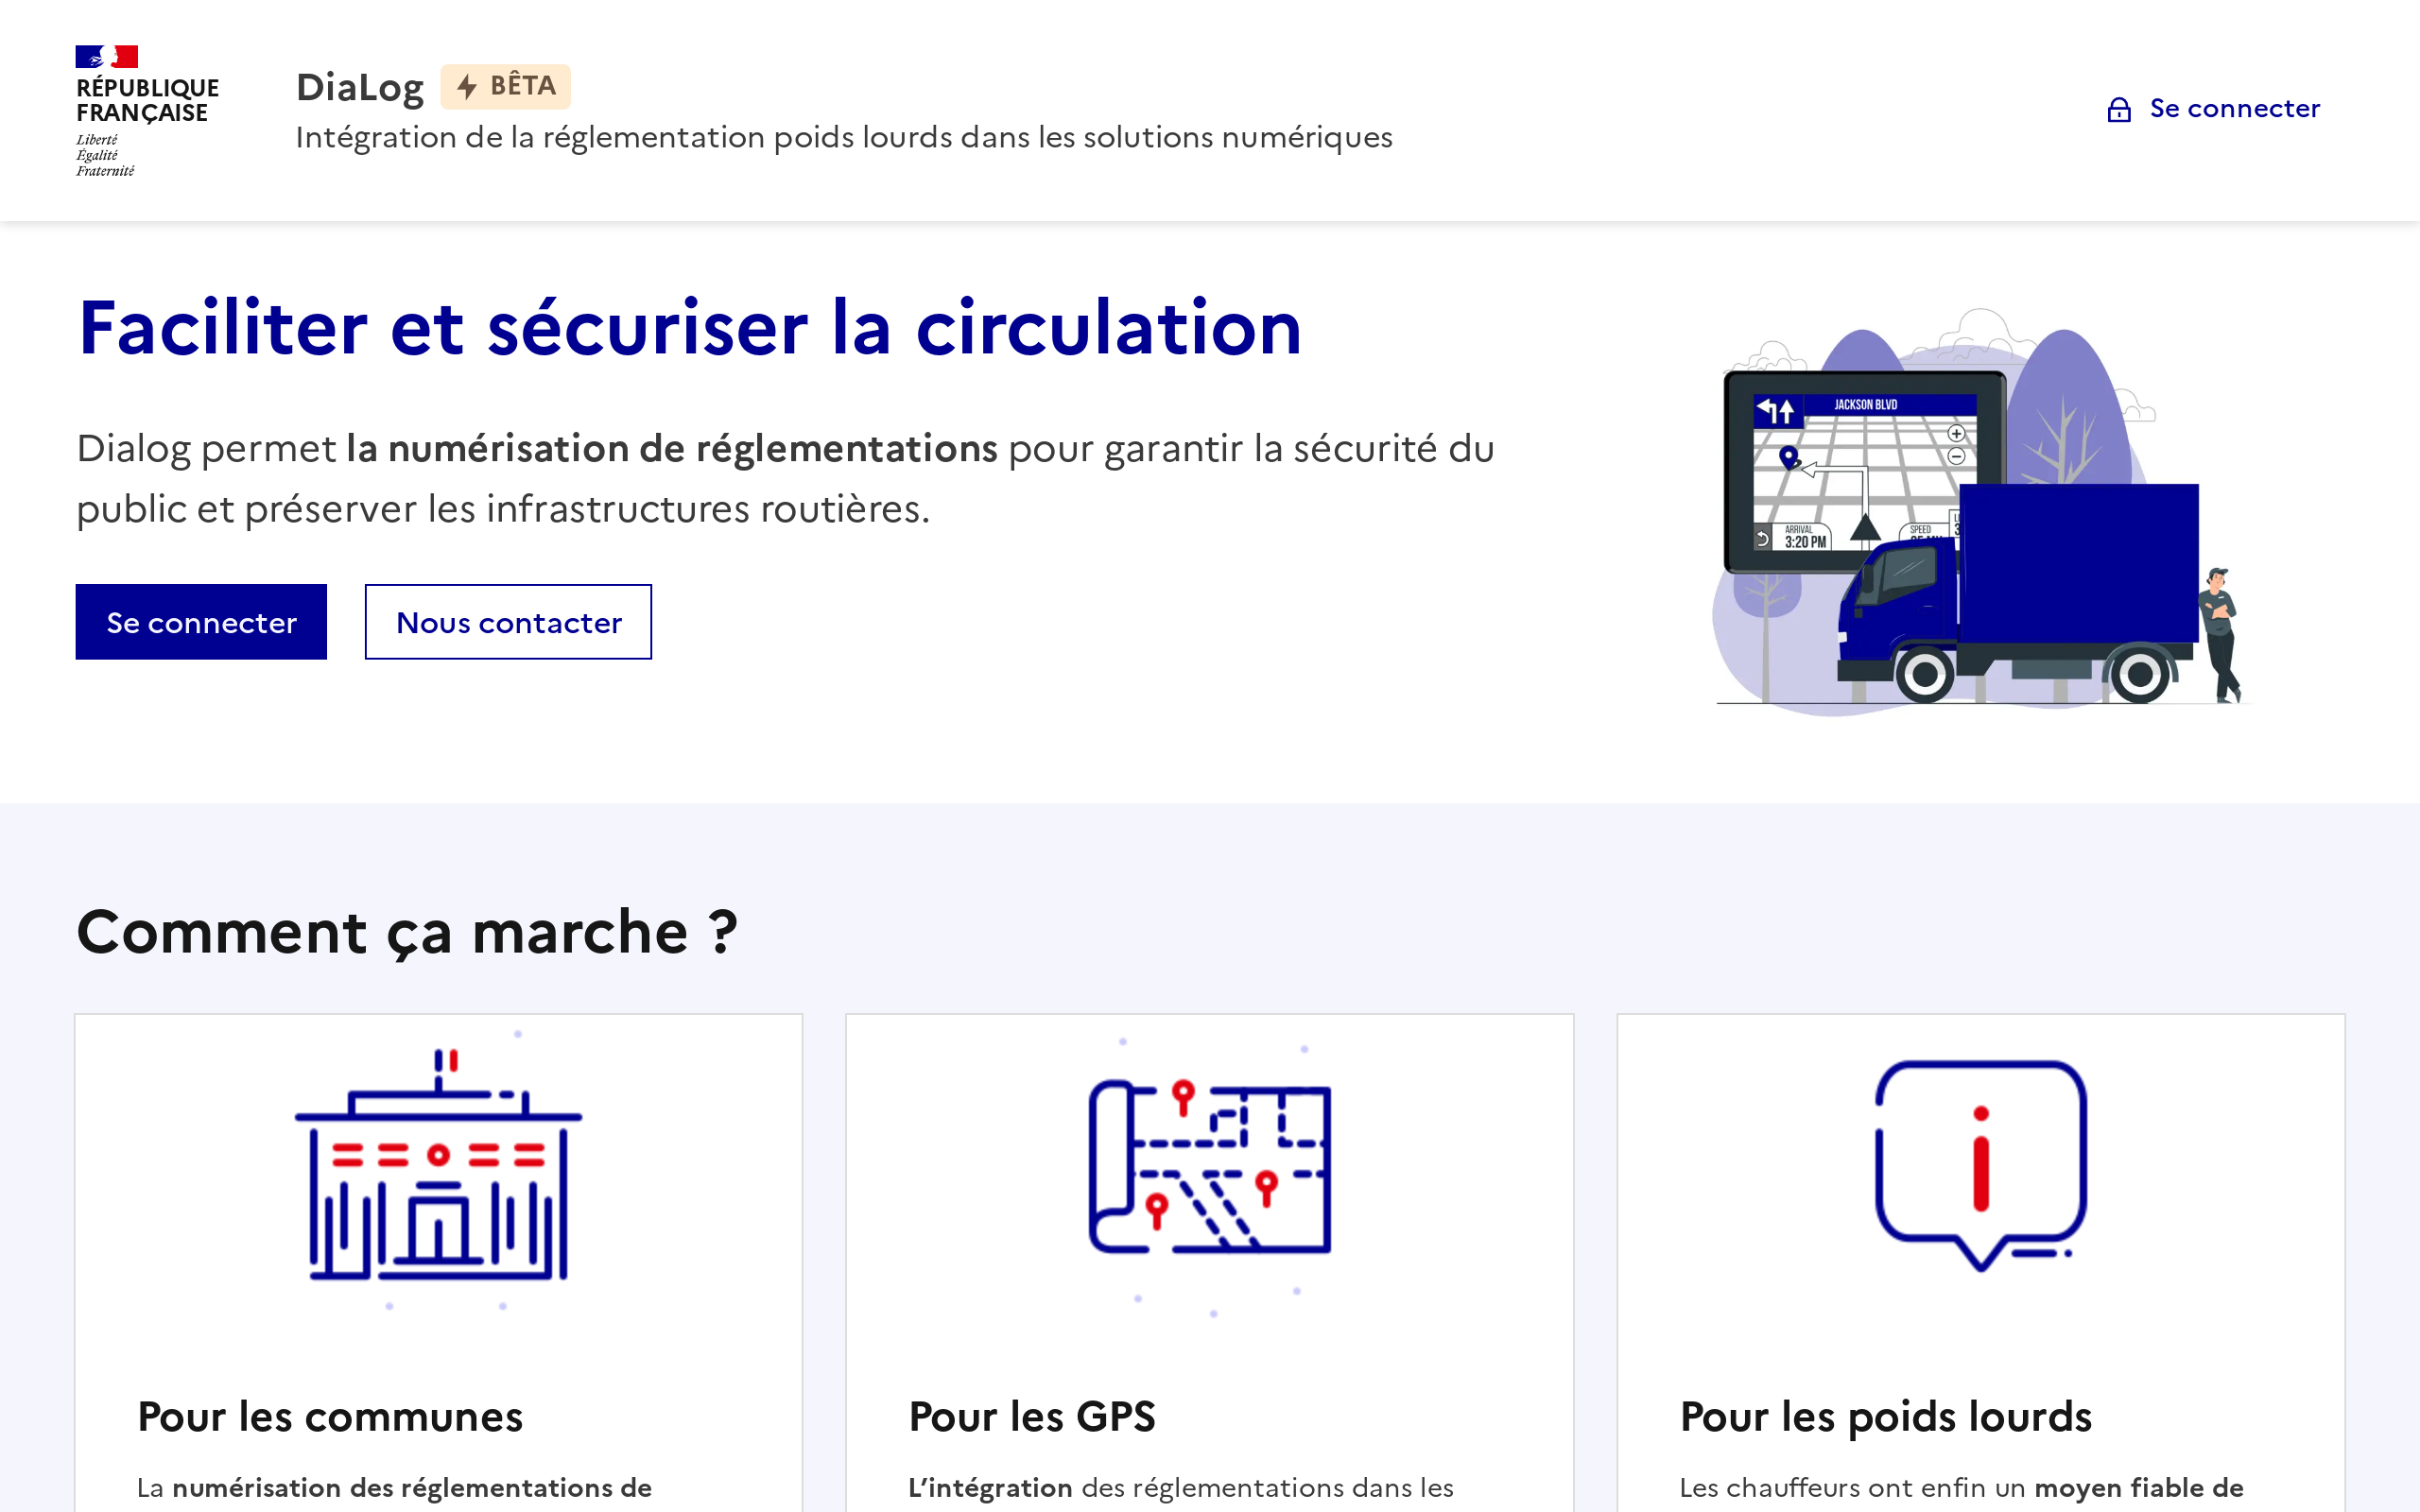 RÉPUBLIQUE
FRANÇAISE
Liberté
Égalité
Fraternité
DiaLog
BÊTA
Intégration de la réglementation poids lourds dans les solutions numériques
Se connecter
Faciliter et sécuriser la circulation
Dialog permet la numérisation de réglementations pour garantir la sécurité du
public et préserver les infrastructures routières.
Se connecter
Nous contacter
JACKSON BLVD
ARRIVAL
3:20 PM
SPEED
Comment ça marche ?
Pour les communes
La numérisation des réglementations de
Pour les GPS
L’intégration des réglementations dans les
Pour les poids lourds
Les chauffeurs ont enfin un moyen fiable de